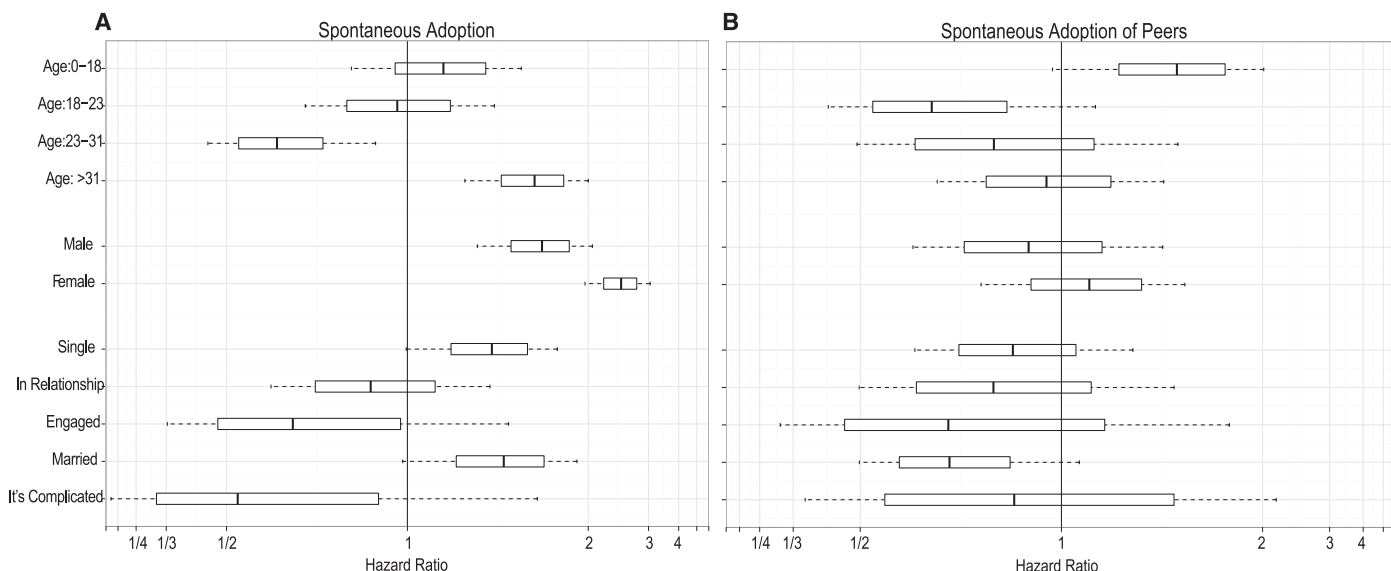 A
B
Spontaneous Adoption
Spontaneous Adoption of Peers
Age:0−18
Age:18−23
Age:23−31
Age: >31
Male
Female
Single
In Relationship
Engaged
Married
It's Complicated
1/4 1/3 1/2 1 2 3 4
1/4 1/3 1/2 1 2 3 4
Hazard Ratio
Hazard Ratio